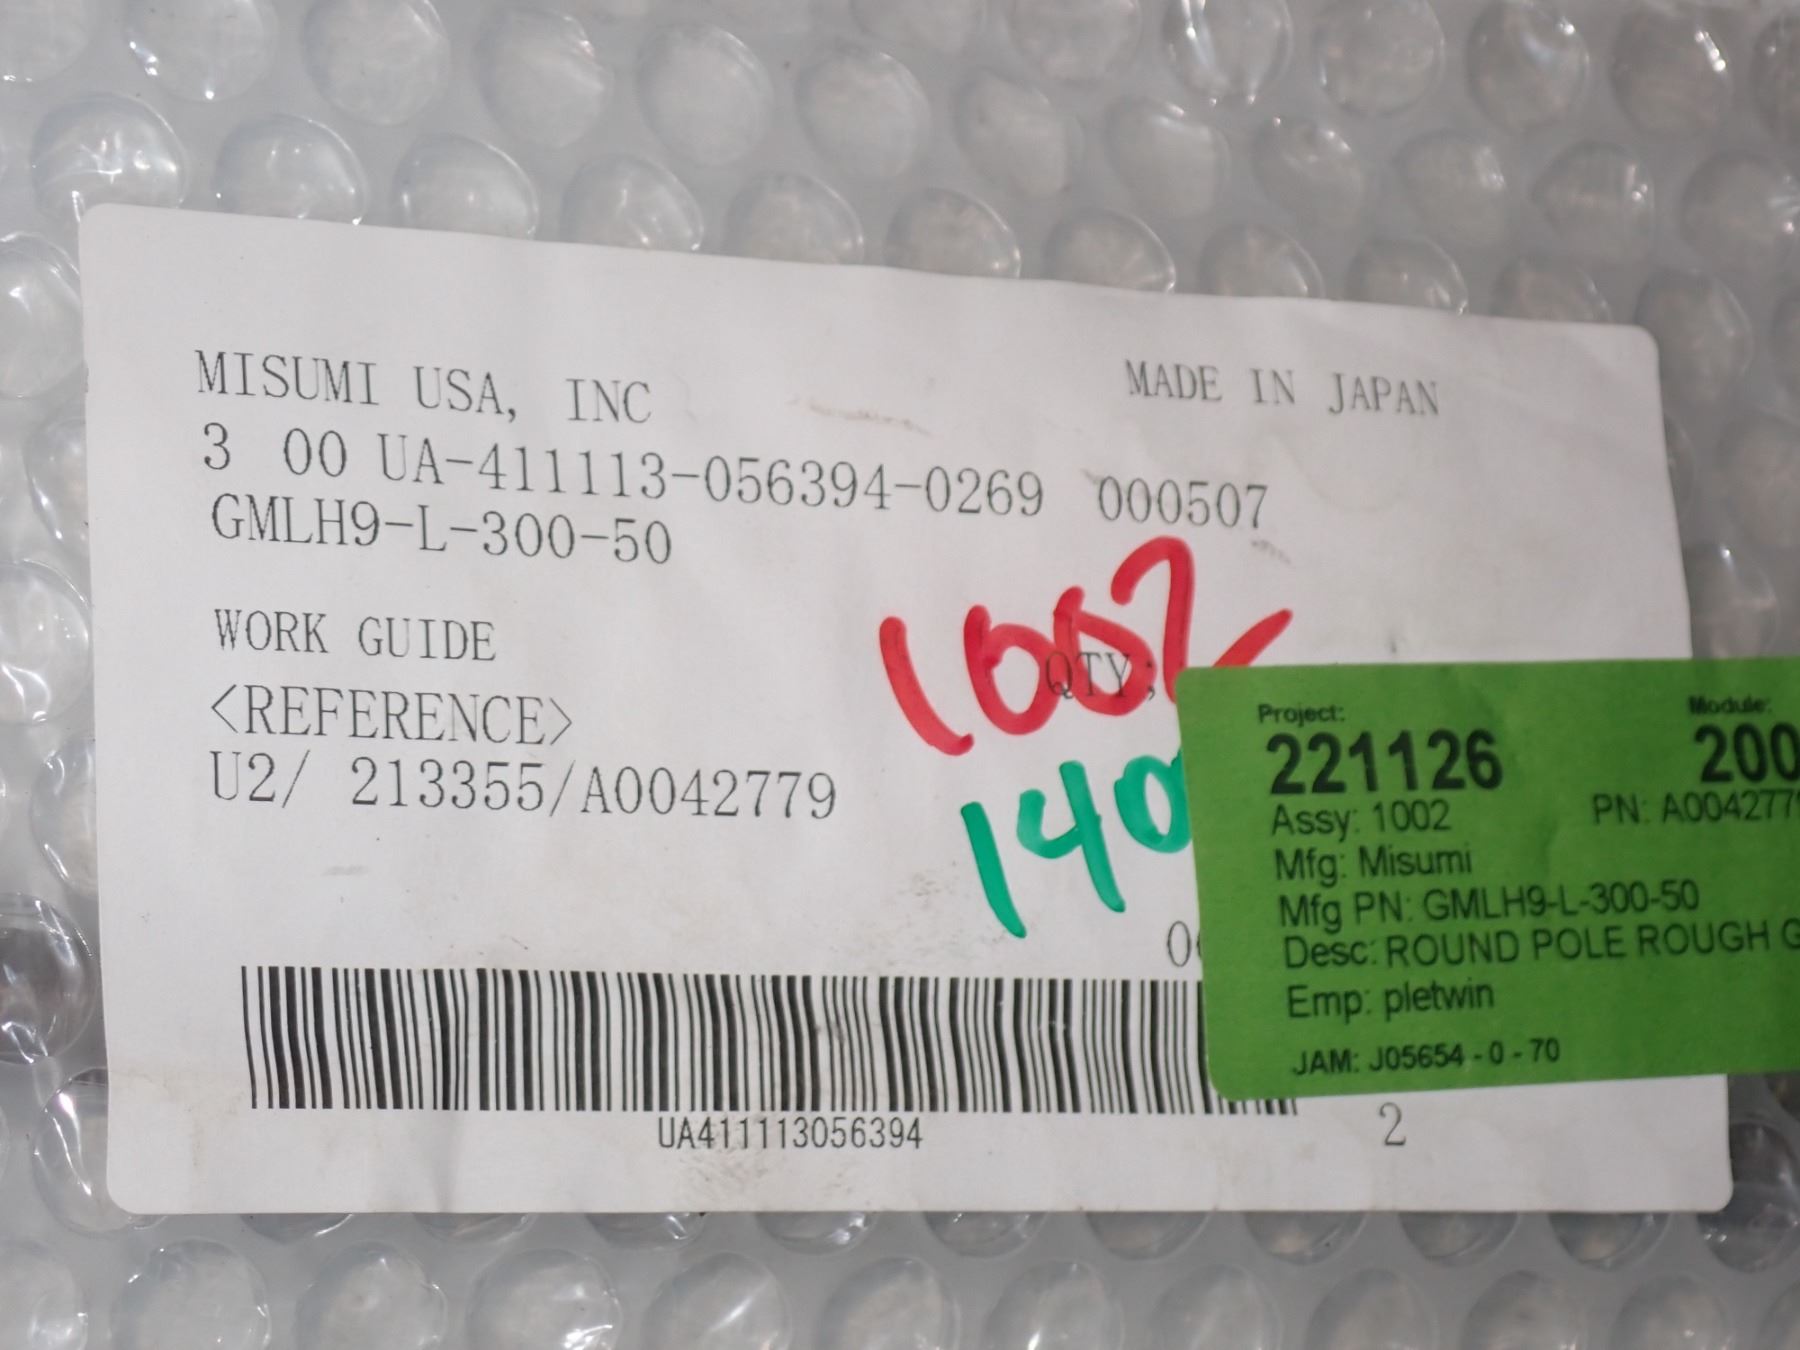 MISUMI USA, INC MADE IN JAPAN
3 00 UA-411113-056394-0269 000507
GMLH9-L-300-50
1002
WORK GUIDE QTY:
<REFERENCE>
U2/ 213355/A0042779
140
UA411113056394
2
Project: Module:
221126 200
Assy: 1002 PN: A004277
Mfg: Misumi
Mfg PN: GMLH9-L-300-50
Desc: ROUND POLE ROUGH G
Emp: pletwin
JAM: J05654 - 0 - 70